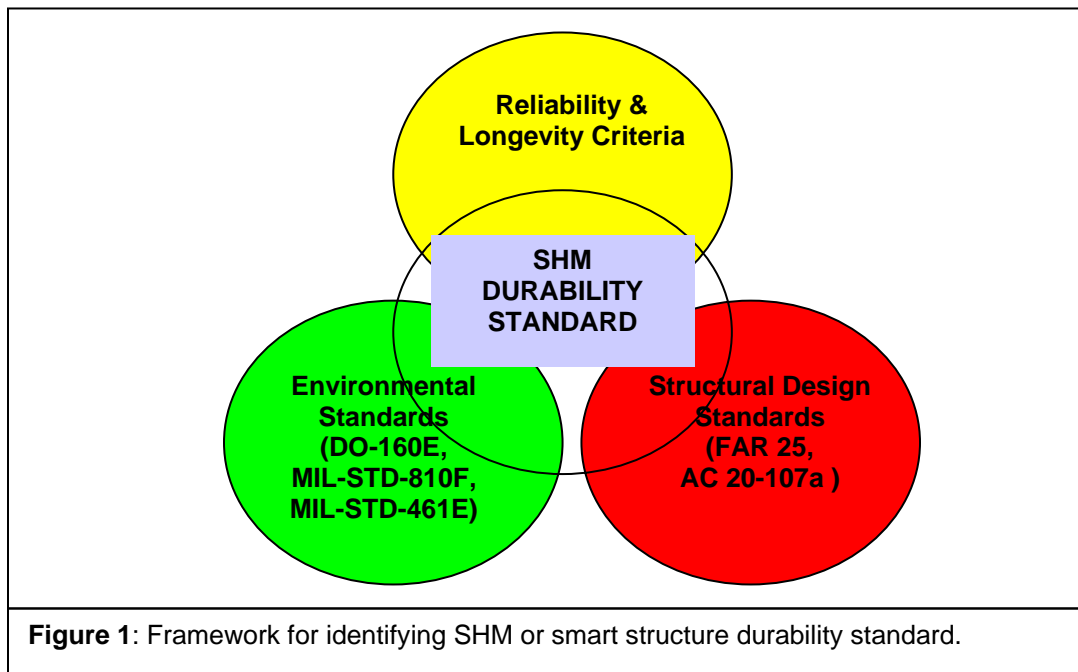 Reliability &
Longevity Criteria
SHM
DURABILITY
STANDARD
Environmental
Standards
(DO-160E,
MIL-STD-810F,
MIL-STD-461E)
Structural Design
Standards
(FAR 25,
AC 20-107a )
Figure 1: Framework for identifying SHM or smart structure durability standard.